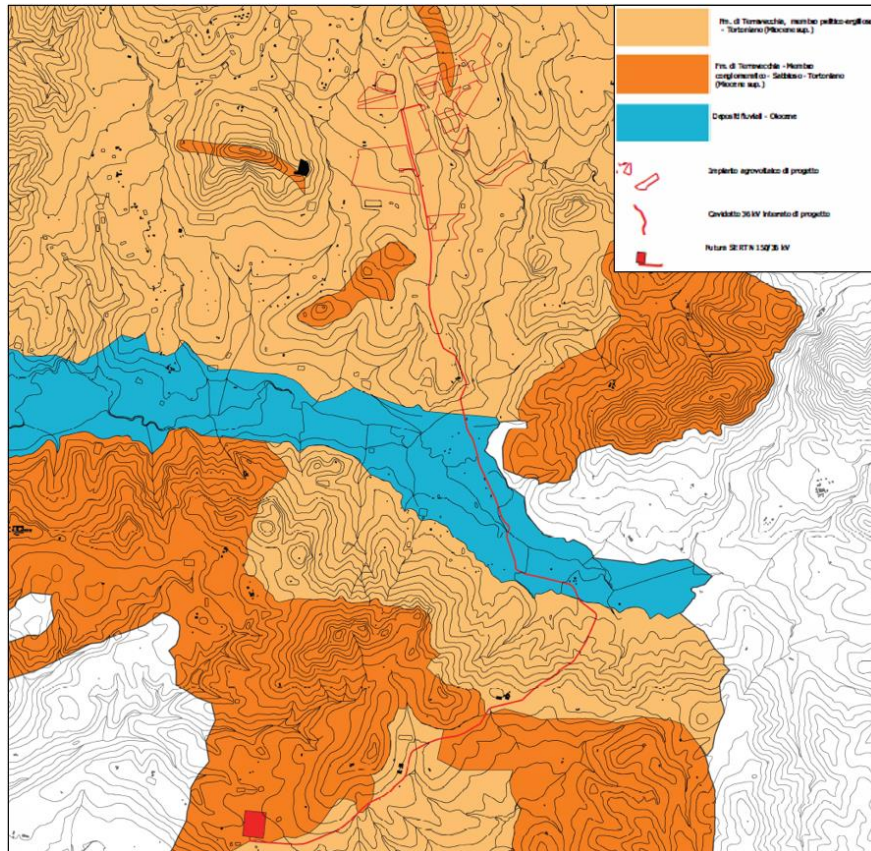 Fm. di Terravecchia, membro pelitico-argilloso
- Tortoniano (Miocene sup.)
Fm. di Terravecchia - Membro
conglomeratico - Sabbioso - Tortoniano
(Miocene sup.)
Depositi fluviali - Olocene
Impianto agrovoltaico di progetto
Cavidotto 36 kV interrato di progetto
Futura SE RTN 150/36 kV